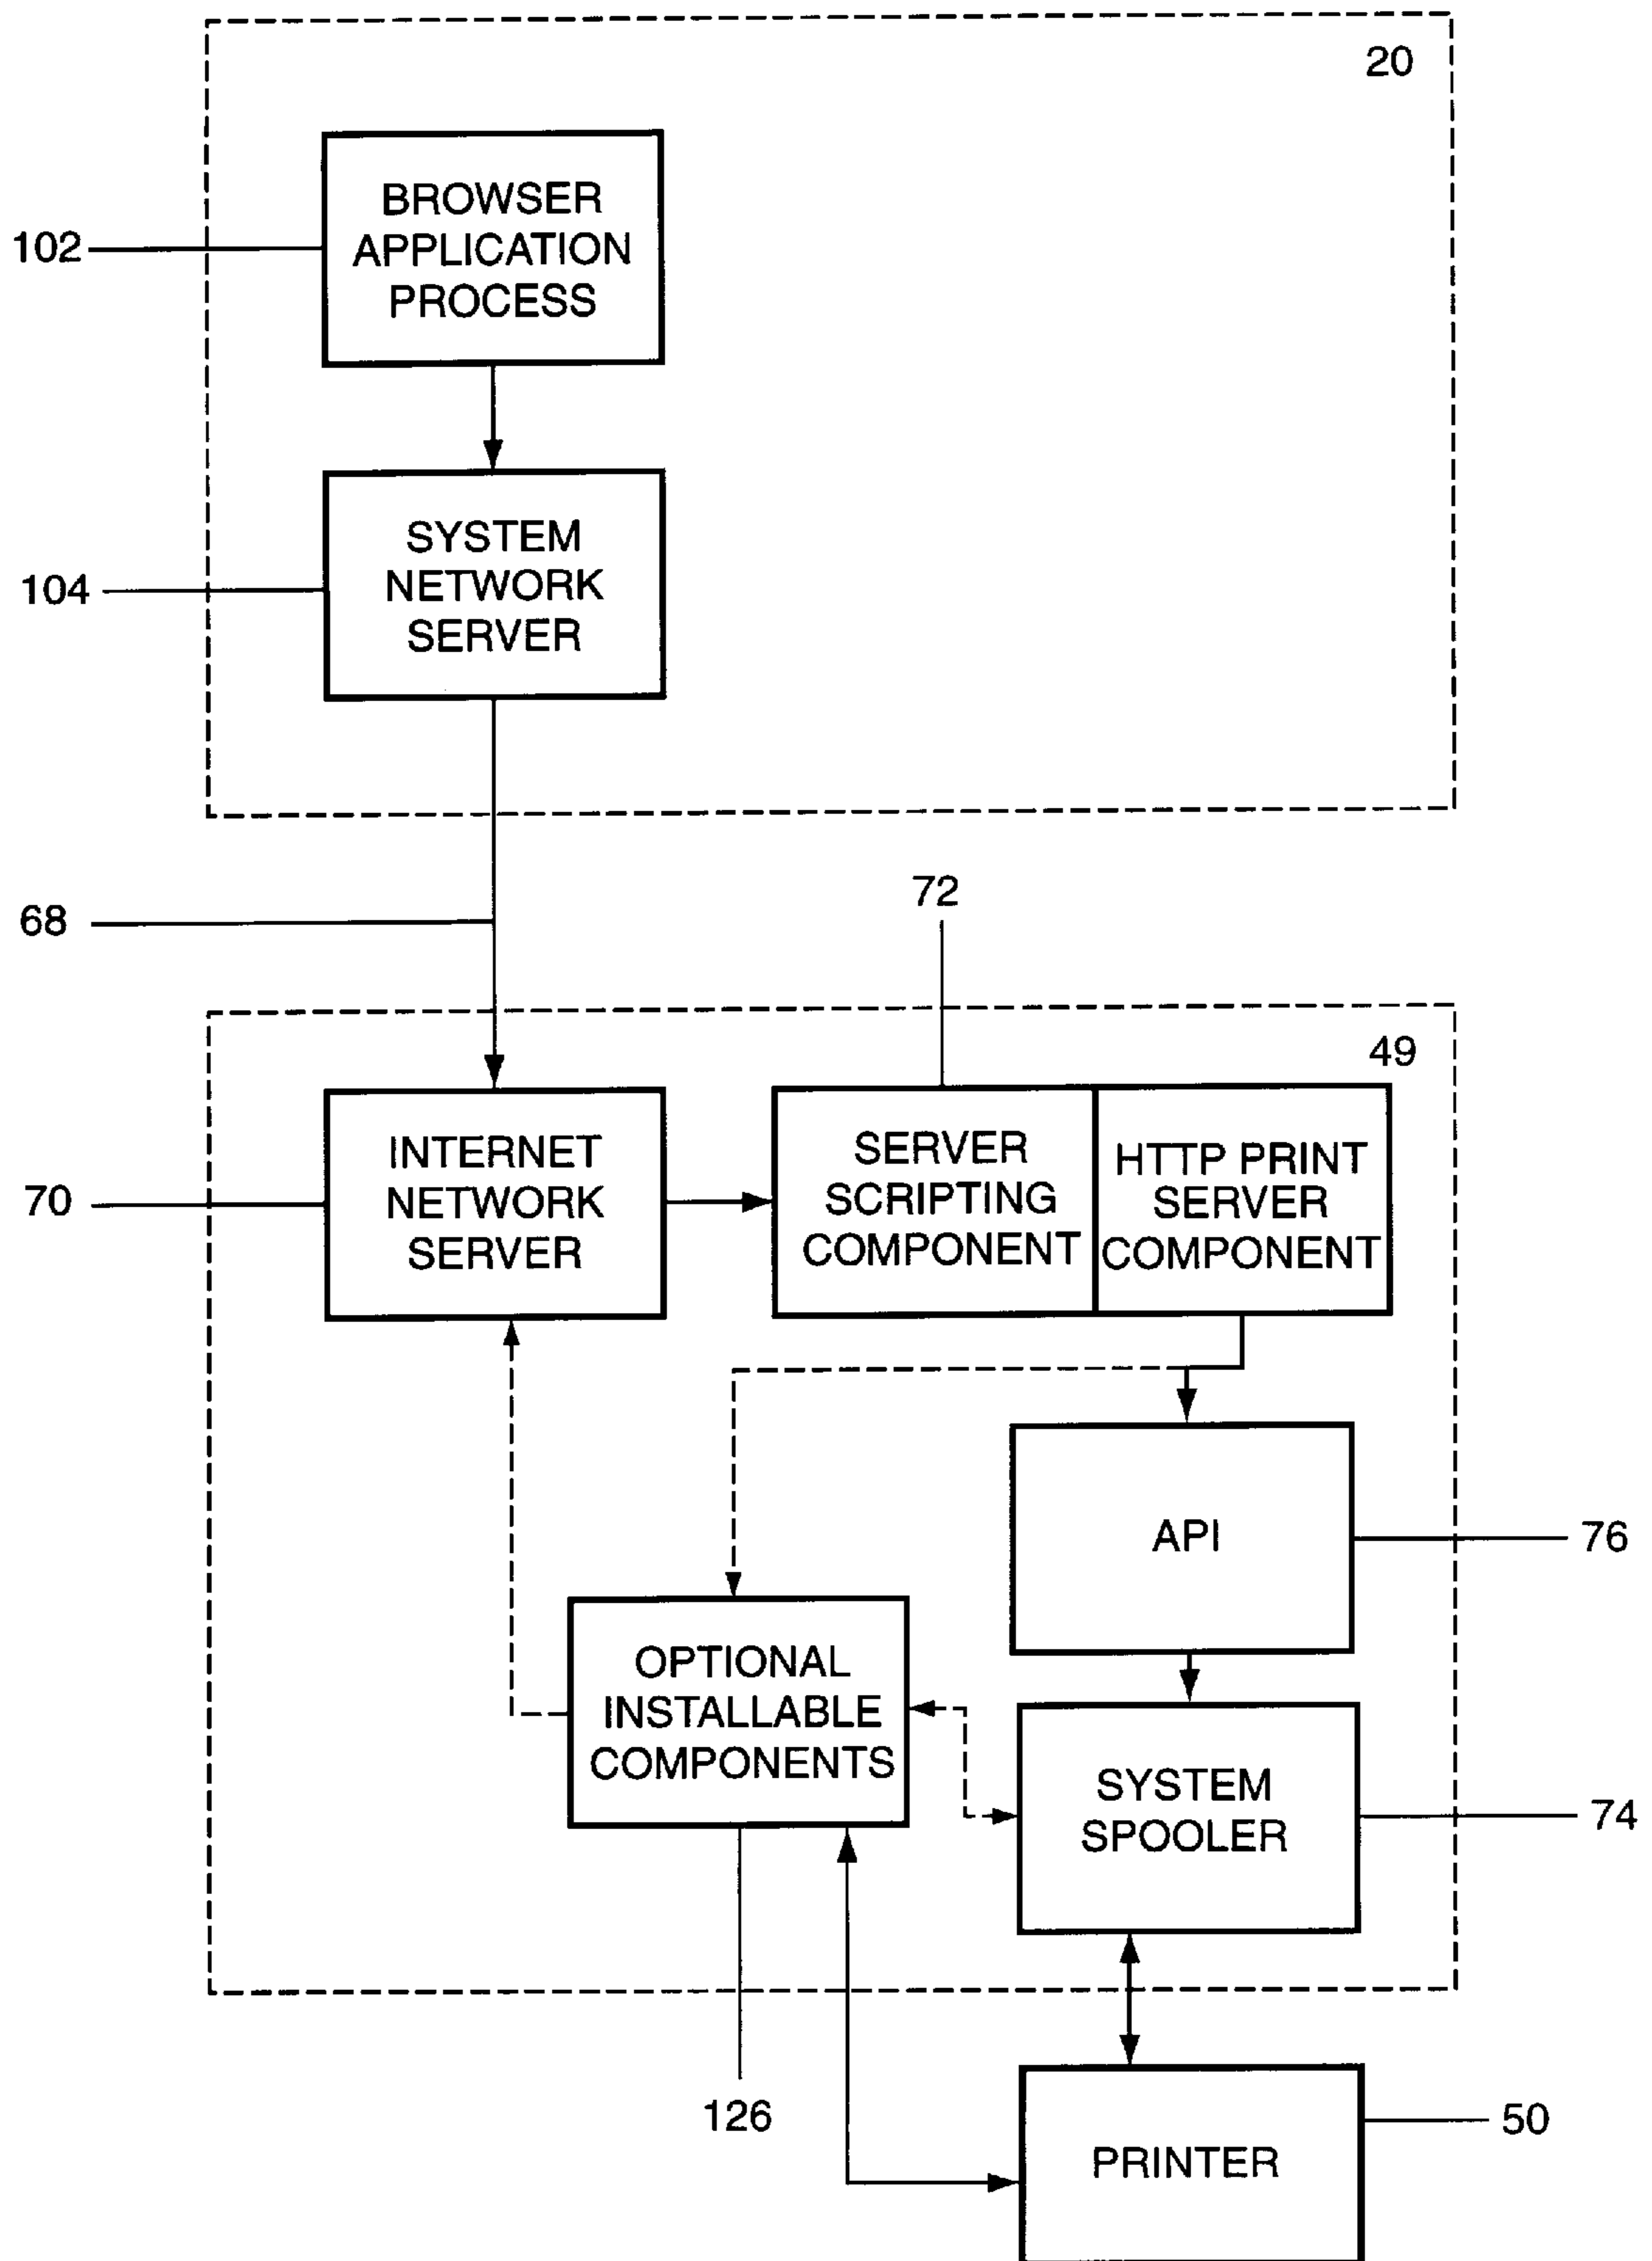 20
BROWSER
APPLICATION
PROCESS
102
SYSTEM
NETWORK
SERVER
104
68
72
49
INTERNET
NETWORK
SERVER
70
SERVER
SCRIPTING
COMPONENT
HTTP PRINT
SERVER
COMPONENT
API
76
OPTIONAL
INSTALLABLE
COMPONENTS
SYSTEM
SPOOLER
74
126
PRINTER
50